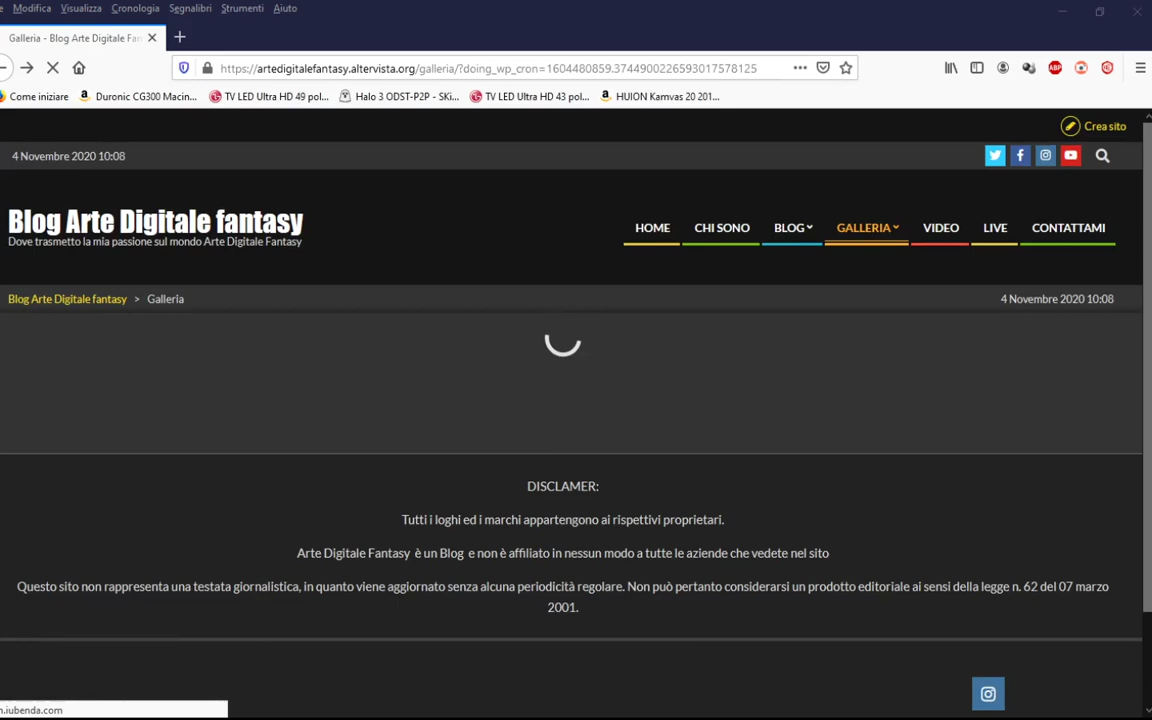 Modifica Visualizza Cronologia Segnalibri Strumenti Aiuto
Galleria - Blog Arte Digitale Fan
https://artedigitalefantasy.altervista.org/galleria/?doing_wp_cron=1604480859.3744900226593017578125
Come iniziare Duronic CG300 Macin... TV LED Ultra HD 49 pol... Halo 3 ODST-P2P - SKi... TV LED Ultra HD 43 pol... HUION Kamvas 20 201...
Crea sito
4 Novembre 2020 10:08
Blog Arte Digitale fantasy
Dove trasmetto la mia passione sul mondo Arte Digitale Fantasy
HOME CHI SONO BLOG GALLERIA VIDEO LIVE CONTATTAMI
Blog Arte Digitale fantasy > Galleria 4 Novembre 2020 10:08
DISCLAMER:
Tutti i loghi ed i marchi appartengono ai rispettivi proprietari.
Arte Digitale Fantasy è un Blog e non è affiliato in nessun modo a tutte le aziende che vedete nel sito
Questo sito non rappresenta una testata giornalistica, in quanto viene aggiornato senza alcuna periodicità regolare. Non può pertanto considerarsi un prodotto editoriale ai sensi della legge n. 62 del 07 marzo
2001.
n.iubenda.com